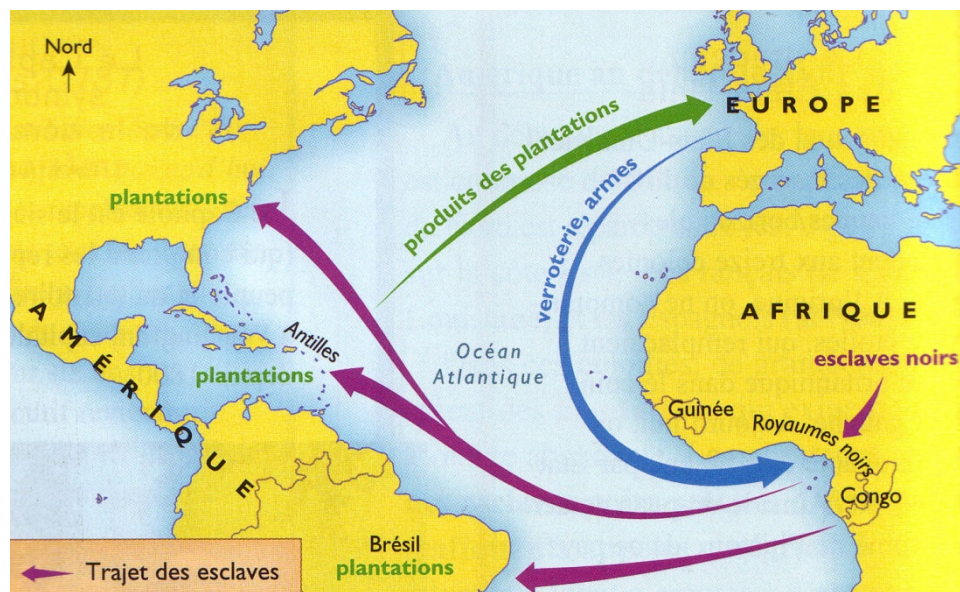 Nord
EUROPE
produits des plantations
plantations
verroterie, armes
AFRIQUE
AMÉRIQUE
Antilles
Océan
Atlantique
esclaves noirs
plantations
Guinée
Royaumes noirs
Congo
Brésil
plantations
Trajet des esclaves